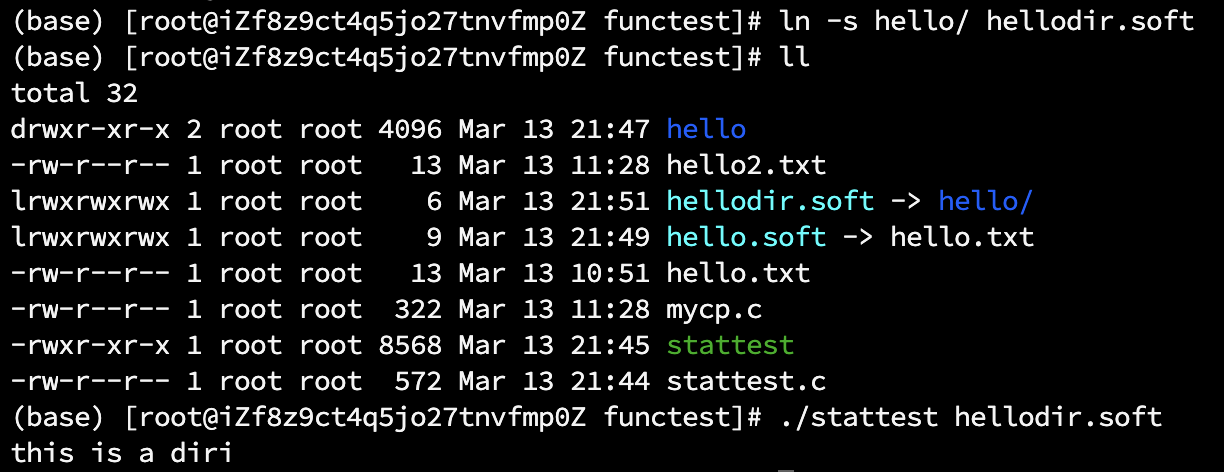 (base) [root@iZf8z9ct4q5jo27tnvfmp0Z functest]# ln -s hello/ hellodir.soft
(base) [root@iZf8z9ct4q5jo27tnvfmp0Z functest]# ll
total 32
drwxr-xr-x 2 root root 4096 Mar 13 21:47 hello
-rw-r--r-- 1 root root   13 Mar 13 11:28 hello2.txt
lrwxrwxrwx 1 root root    6 Mar 13 21:51 hellodir.soft -> hello/
lrwxrwxrwx 1 root root    9 Mar 13 21:49 hello.soft -> hello.txt
-rw-r--r-- 1 root root   13 Mar 13 10:51 hello.txt
-rw-r--r-- 1 root root  322 Mar 13 11:28 mycp.c
-rwxr-xr-x 1 root root 8568 Mar 13 21:45 stattest
-rw-r--r-- 1 root root  572 Mar 13 21:44 stattest.c
(base) [root@iZf8z9ct4q5jo27tnvfmp0Z functest]# ./stattest hellodir.soft
this is a diri